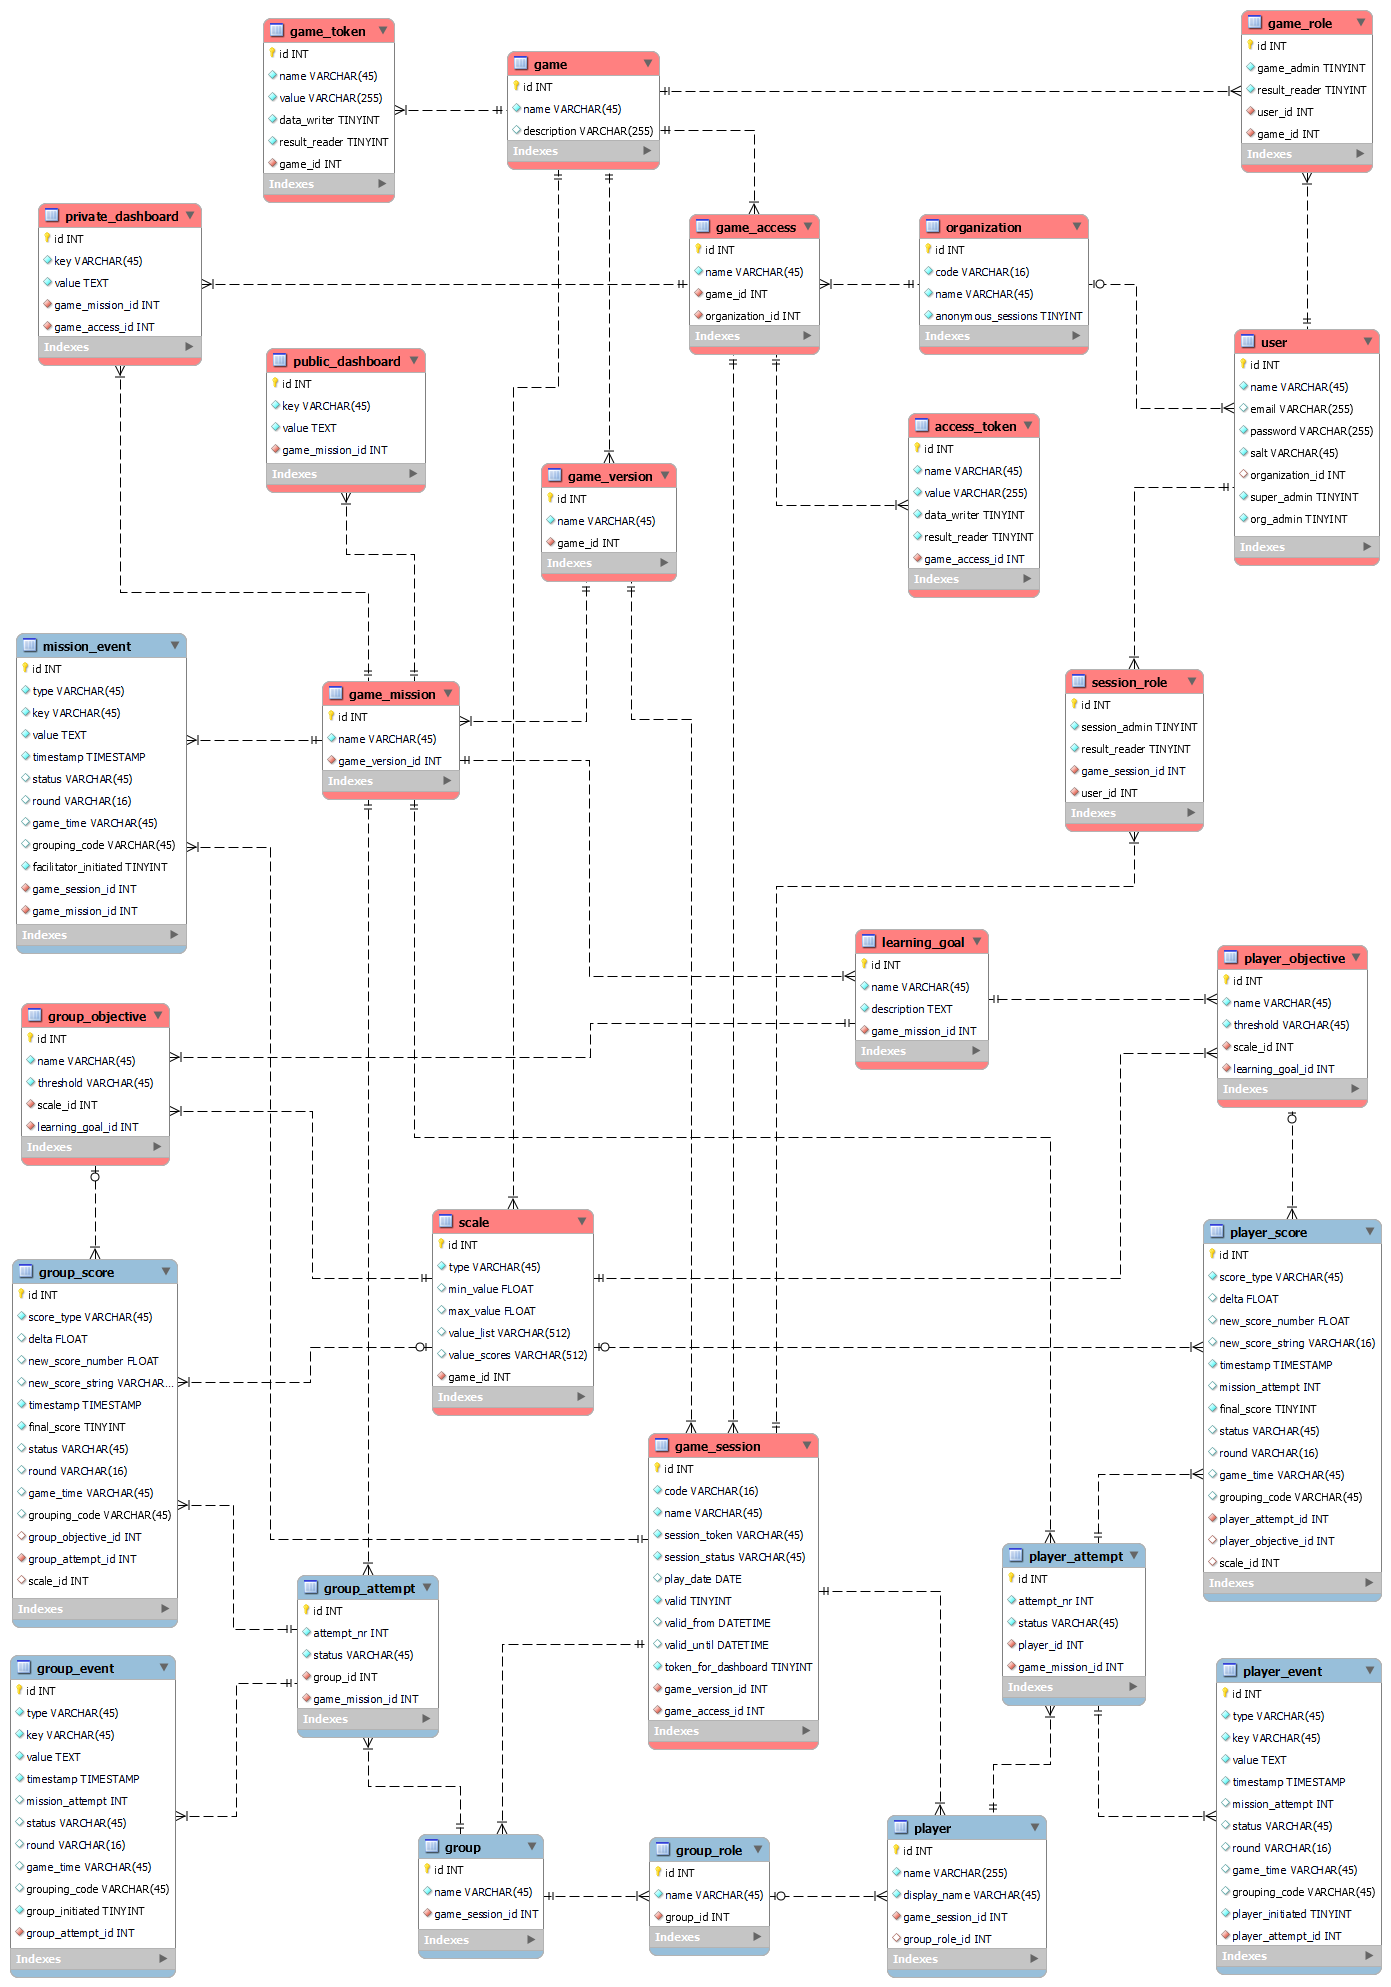 game_token
id INT
name VARCHAR(45)
value VARCHAR(255)
data_writer TINYINT
result_reader TINYINT
game_id INT
Indexes
game
id INT
name VARCHAR(45)
description VARCHAR(255)
Indexes
game_role
id INT
game_admin TINYINT
result_reader TINYINT
user_id INT
game_id INT
Indexes
private_dashboard
id INT
key VARCHAR(45)
value TEXT
game_mission_id INT
game_access_id INT
Indexes
game_access
id INT
name VARCHAR(45)
game_id INT
organization_id INT
Indexes
organization
id INT
code VARCHAR(16)
name VARCHAR(45)
anonymous_sessions TINYINT
Indexes
user
id INT
name VARCHAR(45)
email VARCHAR(255)
password VARCHAR(255)
salt VARCHAR(45)
organization_id INT
super_admin TINYINT
org_admin TINYINT
Indexes
public_dashboard
id INT
key VARCHAR(45)
value TEXT
game_mission_id INT
Indexes
game_version
id INT
name VARCHAR(45)
game_id INT
Indexes
access_token
id INT
name VARCHAR(45)
value VARCHAR(255)
data_writer TINYINT
result_reader TINYINT
game_access_id INT
Indexes
mission_event
id INT
type VARCHAR(45)
key VARCHAR(45)
value TEXT
timestamp TIMESTAMP
status VARCHAR(45)
round VARCHAR(16)
game_time VARCHAR(45)
grouping_code VARCHAR(45)
facilitator_initiated TINYINT
game_session_id INT
game_mission_id INT
Indexes
game_mission
id INT
name VARCHAR(45)
game_version_id INT
Indexes
session_role
id INT
session_admin TINYINT
result_reader TINYINT
game_session_id INT
user_id INT
Indexes
learning_goal
id INT
name VARCHAR(45)
description TEXT
game_mission_id INT
Indexes
player_objective
id INT
name VARCHAR(45)
threshold VARCHAR(45)
scale_id INT
learning_goal_id INT
Indexes
group_objective
id INT
name VARCHAR(45)
threshold VARCHAR(45)
scale_id INT
learning_goal_id INT
Indexes
scale
id INT
type VARCHAR(45)
min_value FLOAT
max_value FLOAT
value_list VARCHAR(512)
value_scores VARCHAR(512)
game_id INT
Indexes
player_score
id INT
score_type VARCHAR(45)
delta FLOAT
new_score_number FLOAT
new_score_string VARCHAR(16)
timestamp TIMESTAMP
mission_attempt INT
final_score TINYINT
status VARCHAR(45)
round VARCHAR(16)
game_time VARCHAR(45)
grouping_code VARCHAR(45)
player_attempt_id INT
player_objective_id INT
scale_id INT
Indexes
group_score
id INT
score_type VARCHAR(45)
delta FLOAT
new_score_number FLOAT
new_score_string VARCHAR...
timestamp TIMESTAMP
final_score TINYINT
status VARCHAR(45)
round VARCHAR(16)
game_time VARCHAR(45)
grouping_code VARCHAR(45)
group_objective_id INT
group_attempt_id INT
scale_id INT
Indexes
game_session
id INT
code VARCHAR(16)
name VARCHAR(45)
session_token VARCHAR(45)
session_status VARCHAR(45)
play_date DATE
valid TINYINT
valid_from DATETIME
valid_until DATETIME
token_for_dashboard TINYINT
game_version_id INT
game_access_id INT
Indexes
player_attempt
id INT
attempt_nr INT
status VARCHAR(45)
player_id INT
game_mission_id INT
Indexes
group_attempt
id INT
attempt_nr INT
status VARCHAR(45)
group_id INT
game_mission_id INT
Indexes
group_event
id INT
type VARCHAR(45)
key VARCHAR(45)
value TEXT
timestamp TIMESTAMP
mission_attempt INT
status VARCHAR(45)
round VARCHAR(16)
game_time VARCHAR(45)
grouping_code VARCHAR(45)
group_initiated TINYINT
group_attempt_id INT
Indexes
player_event
id INT
type VARCHAR(45)
key VARCHAR(45)
value TEXT
timestamp TIMESTAMP
mission_attempt INT
status VARCHAR(45)
round VARCHAR(16)
game_time VARCHAR(45)
grouping_code VARCHAR(45)
player_initiated TINYINT
player_attempt_id INT
Indexes
group
id INT
name VARCHAR(45)
game_session_id INT
Indexes
group_role
id INT
name VARCHAR(45)
group_id INT
Indexes
player
id INT
name VARCHAR(255)
display_name VARCHAR(45)
game_session_id INT
group_role_id INT
Indexes